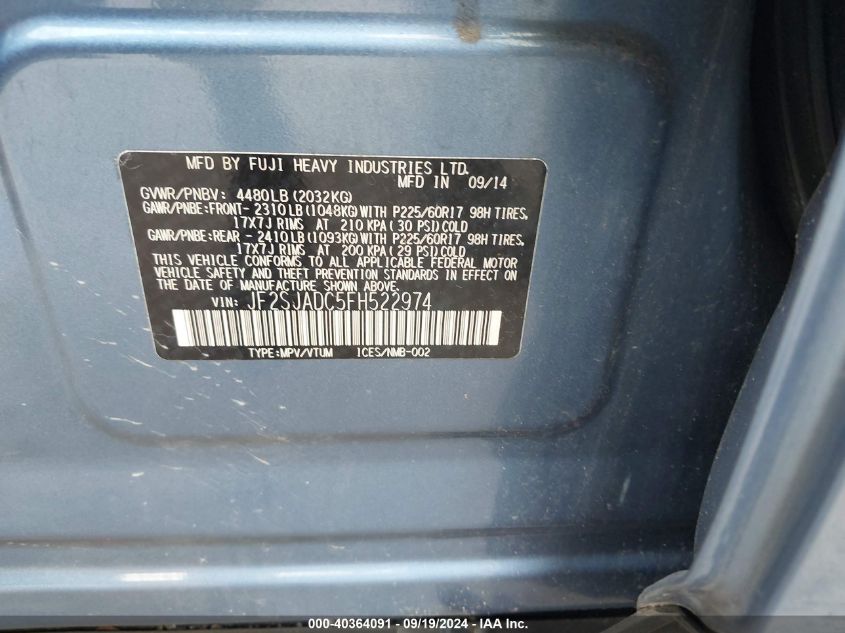 MFD BY FUJI HEAVY INDUSTRIES LTD.
MFD IN 09/14
GVWR/PNBV: 4480LB (2032KG)
GAWR/PNBE:FRONT- 2310LB (1048KG) WITH P225/60R17 98H TIRES,
17X7J RIMS AT 210 KPA (30 PSI) COLD
GAWR/PNBE:REAR - 2410LB (1093KG) WITH P225/60R17 98H TIRES,
17X7J RIMS AT 200 KPA (29 PSI) COLD
THIS VEHICLE CONFORMS TO ALL APPLICABLE FEDERAL MOTOR
VEHICLE SAFETY AND THEFT PREVENTION STANDARDS IN EFFECT ON
THE DATE OF MANUFACTURE SHOWN ABOVE.
VIN: JF2SJADC5FH522974
TYPE:MPV/VTUM ICES/NMB-002
000-40364091 - 09/19/2024 - IAA Inc.